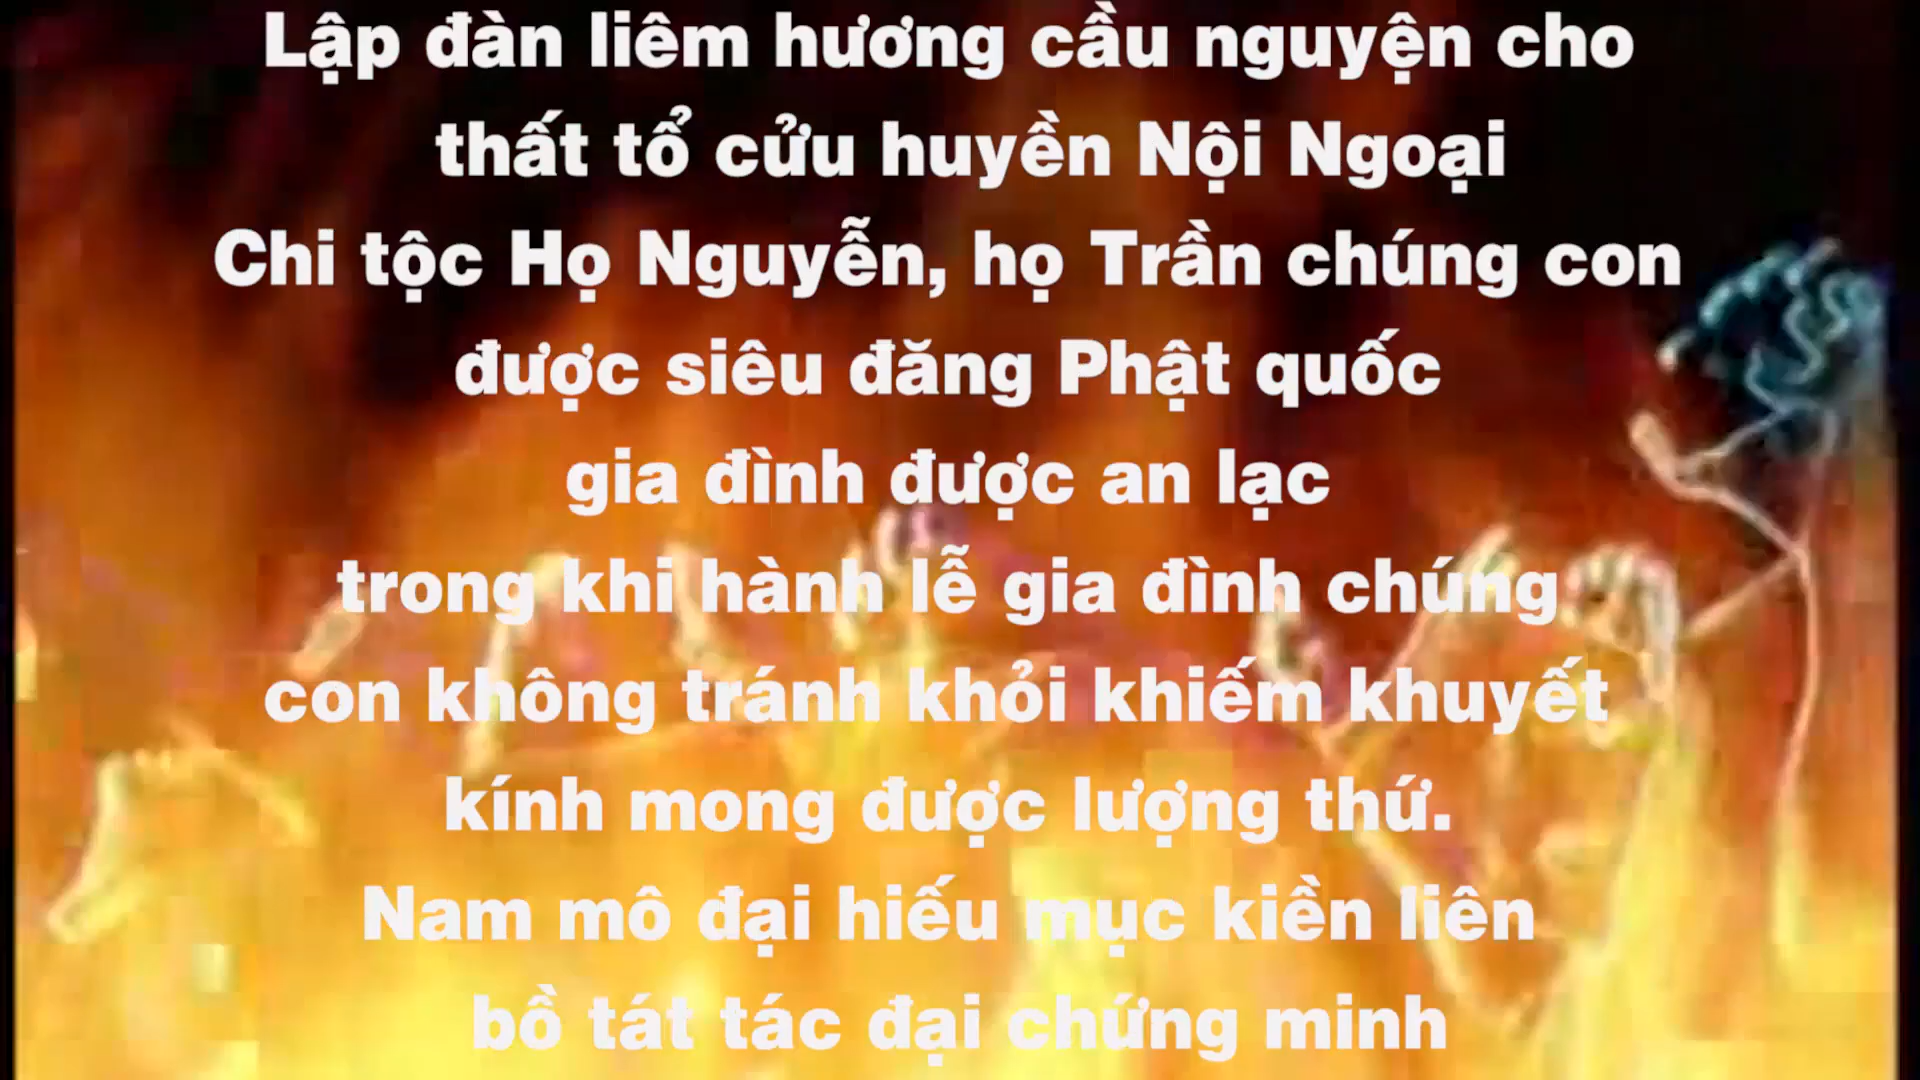 Lập đàn liêm hương cầu nguyện cho
thất tổ cửu huyền Nội Ngoại
Chi tộc Họ Nguyễn, họ Trần chúng con
được siêu đăng Phật quốc
gia đình được an lạc
trong khi hành lễ gia đình chúng
con không tránh khỏi khiếm khuyết
kính mong được lượng thứ.
Nam mô đại hiếu mục kiền liên
bồ tát tác đại chứng minh